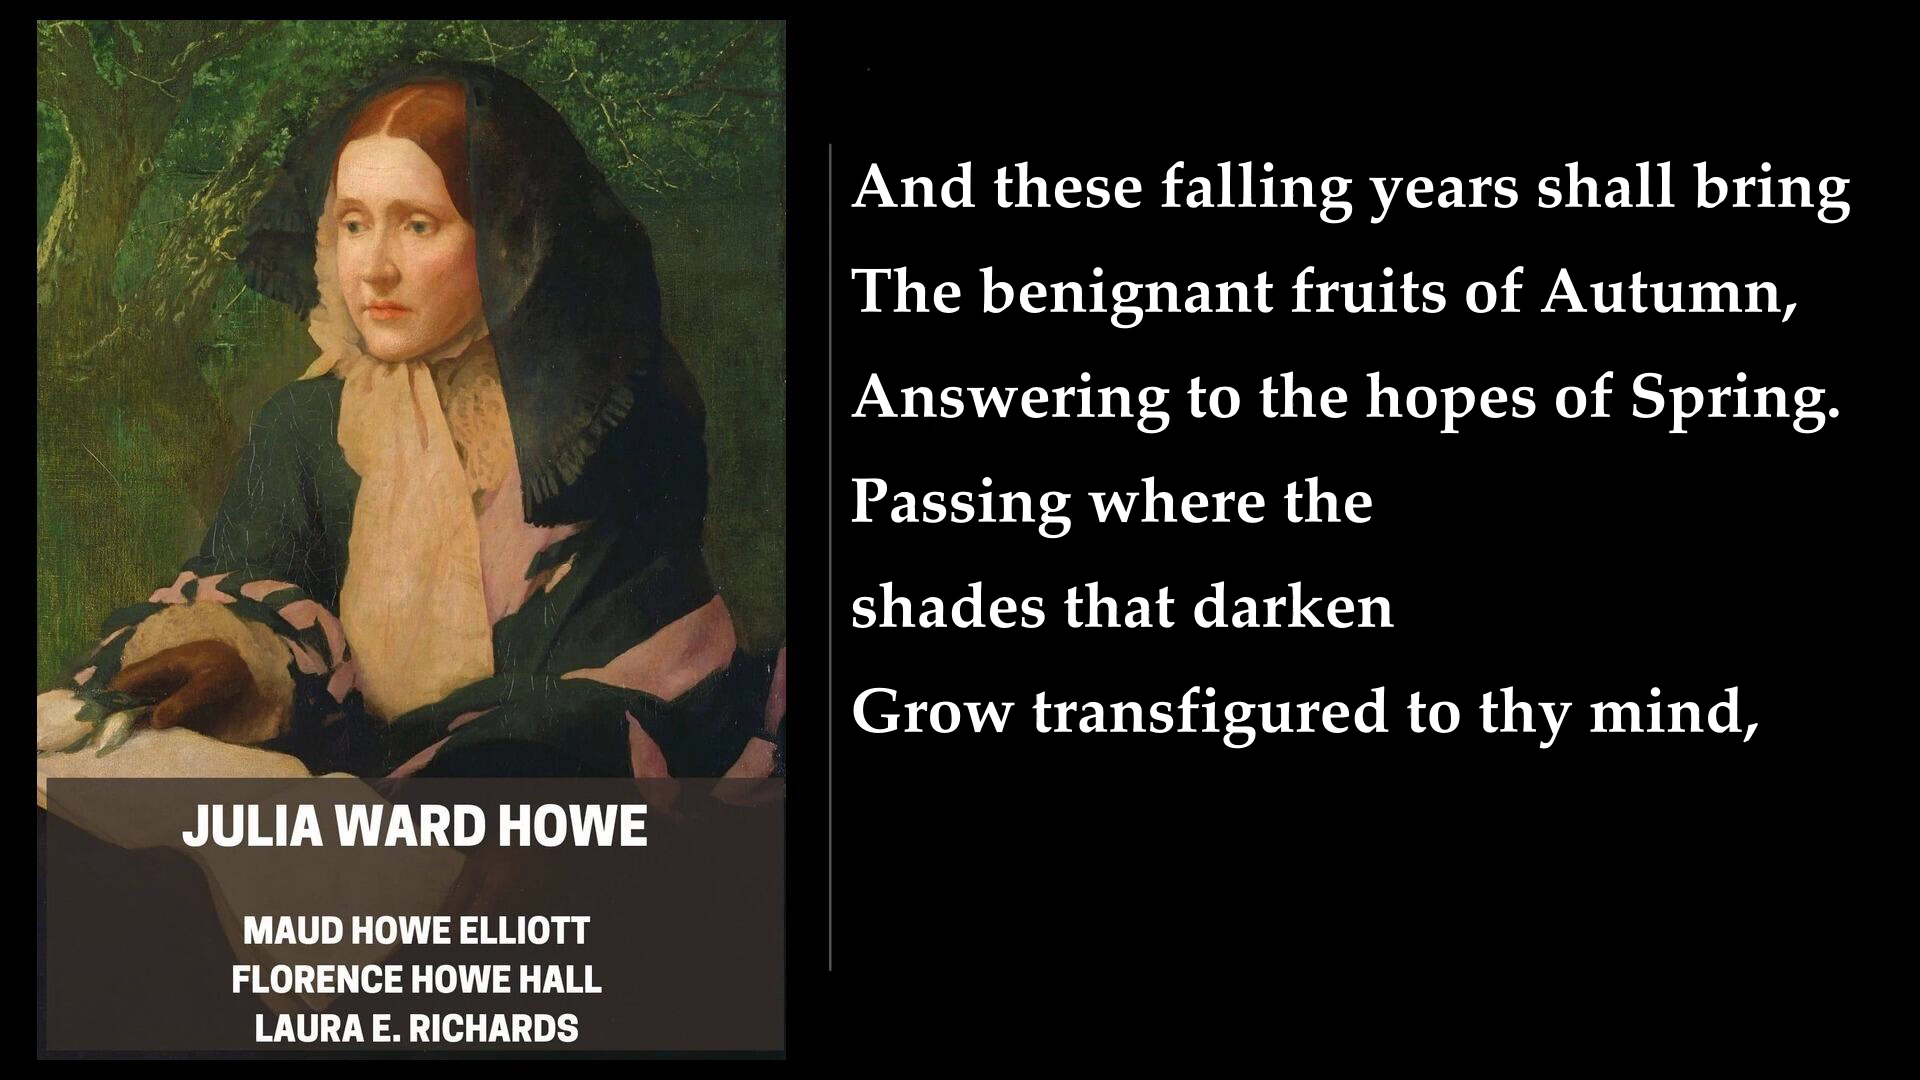 JULIA WARD HOWE
MAUD HOWE ELLIOTT
FLORENCE HOWE HALL
LAURA E. RICHARDS
And these falling years shall bring
The benignant fruits of Autumn,
Answering to the hopes of Spring.
Passing where the
shades that darken
Grow transfigured to thy mind,